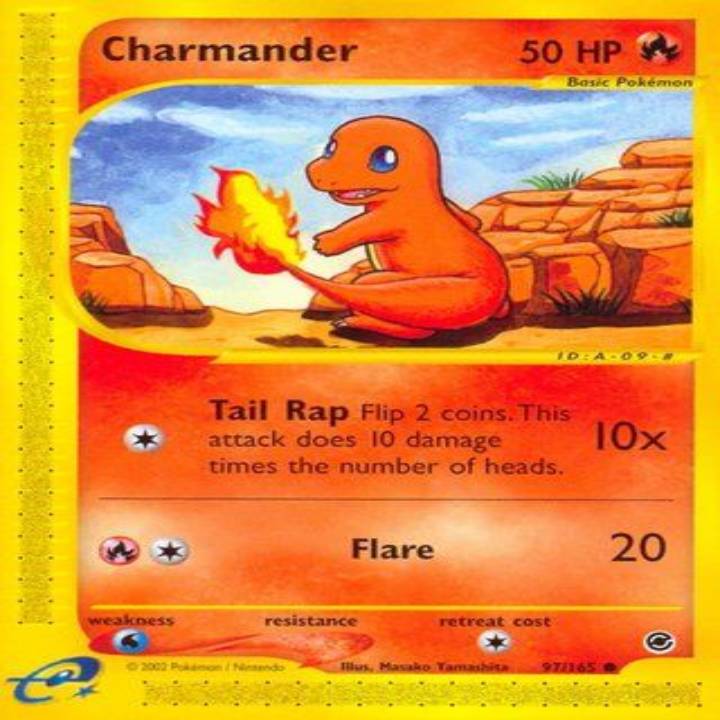 Charmander 50 HP
Basic Pokémon
ID:A-09-#
Tail Rap Flip 2 coins. This
attack does 10 damage
times the number of heads.
10x
Flare 20
weakness resistance retreat cost
© 2002 Pokémon / Nintendo Illus. Masako Yamashita 97/165
e